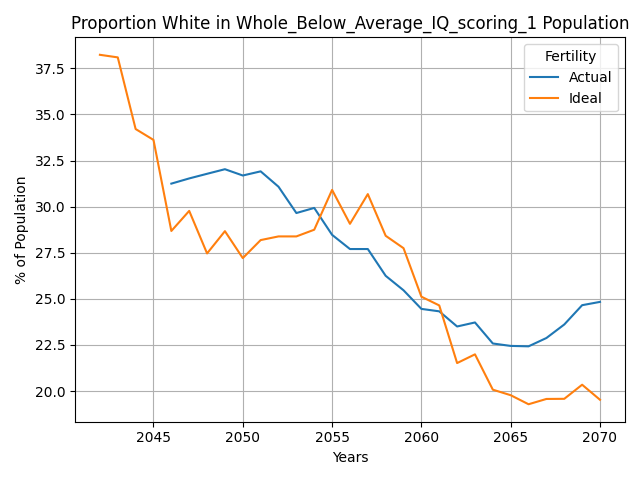 Proportion White in Whole_Below_Average_IQ_scoring_1 Population
Fertility
Actual
Ideal
37.5
35.0
32.5
30.0
27.5
25.0
22.5
20.0
% of Population
2045
2050
2055
2060
2065
2070
Years